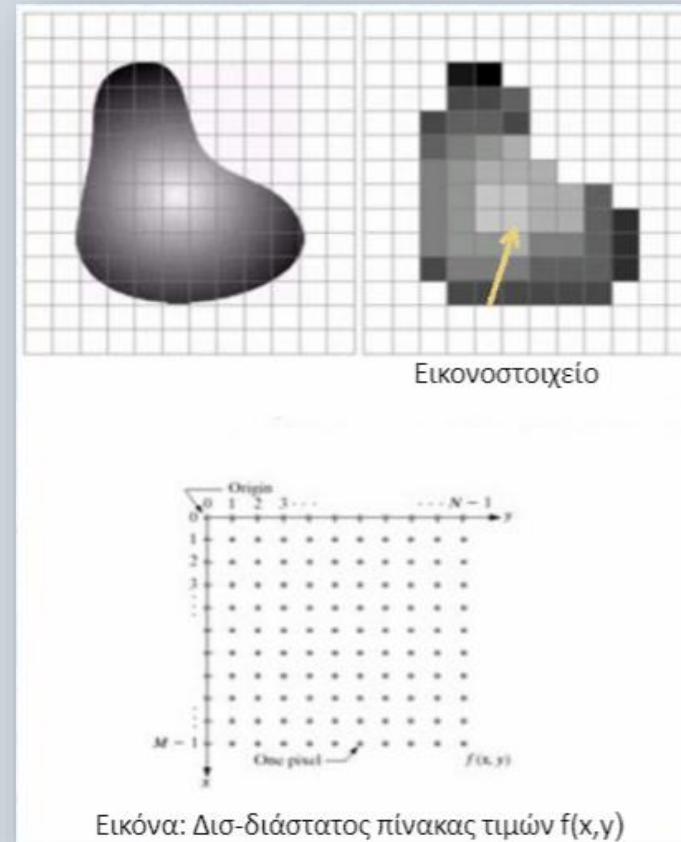 Εικονοστοιχείο
Origin
0 1 2 3 · · · · · · N − 1 y
0
1
2
3
M − 1
One pixel f(x, y)
x
Εικόνα: Δισ-διάστατος πίνακας τιμών f(x,y)